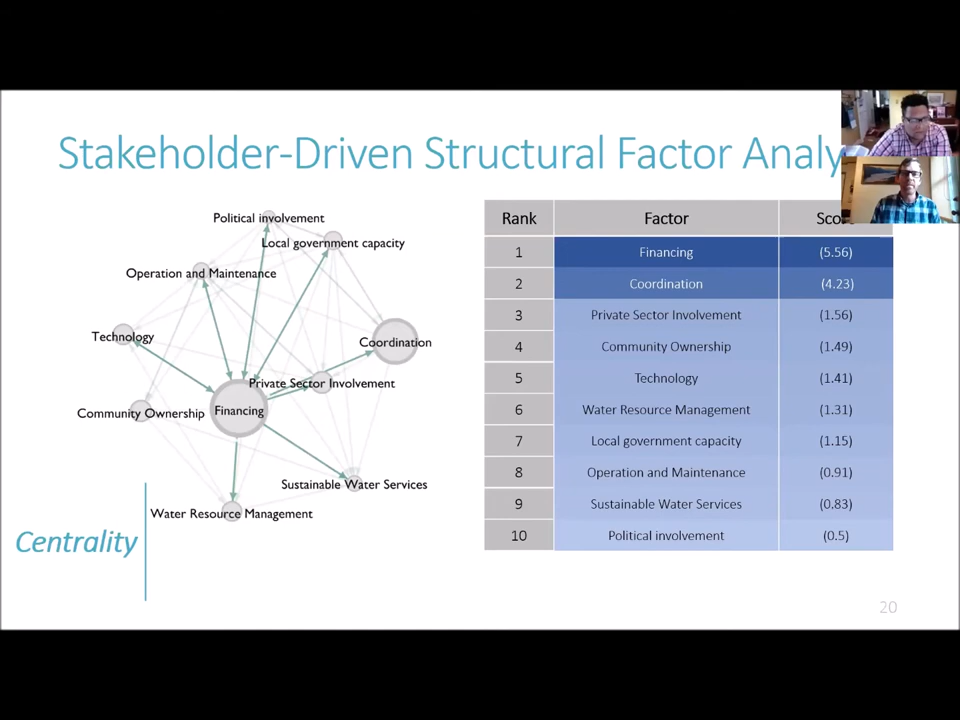 Stakeholder-Driven Structural Factor Analy
Political involvement
Local government capacity
Operation and Maintenance
Technology
Coordination
Private Sector Involvement
Community Ownership
Financing
Sustainable Water Services
Water Resource Management
Centrality
Rank Factor Score
1 Financing (5.56)
2 Coordination (4.23)
3 Private Sector Involvement (1.56)
4 Community Ownership (1.49)
5 Technology (1.41)
6 Water Resource Management (1.31)
7 Local government capacity (1.15)
8 Operation and Maintenance (0.91)
9 Sustainable Water Services (0.83)
10 Political involvement (0.5)
20